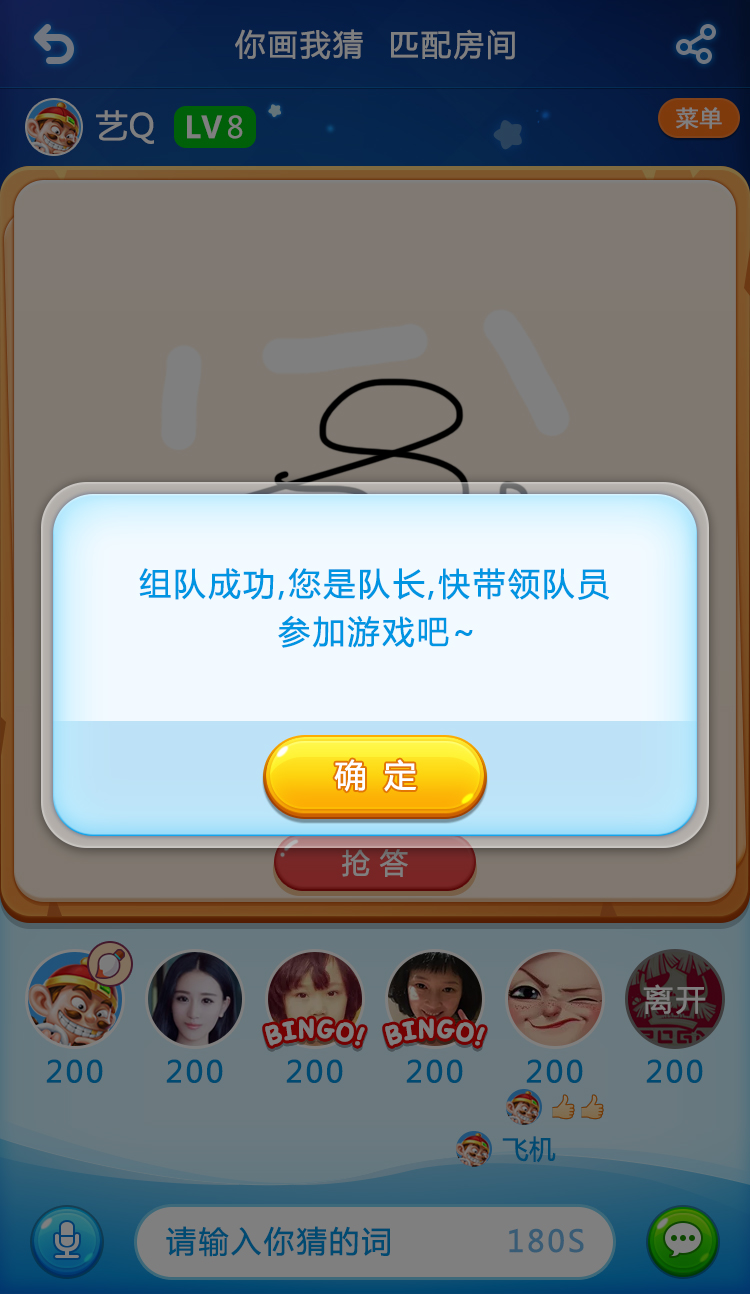 你画我猜 匹配房间
艺Q LV8 菜单
组队成功,您是队长,快带领队员
参加游戏吧~
确 定
抢 答
BINGO! BINGO! 离开
200 200 200 200 200 200
飞机
请输入你猜的词 180S